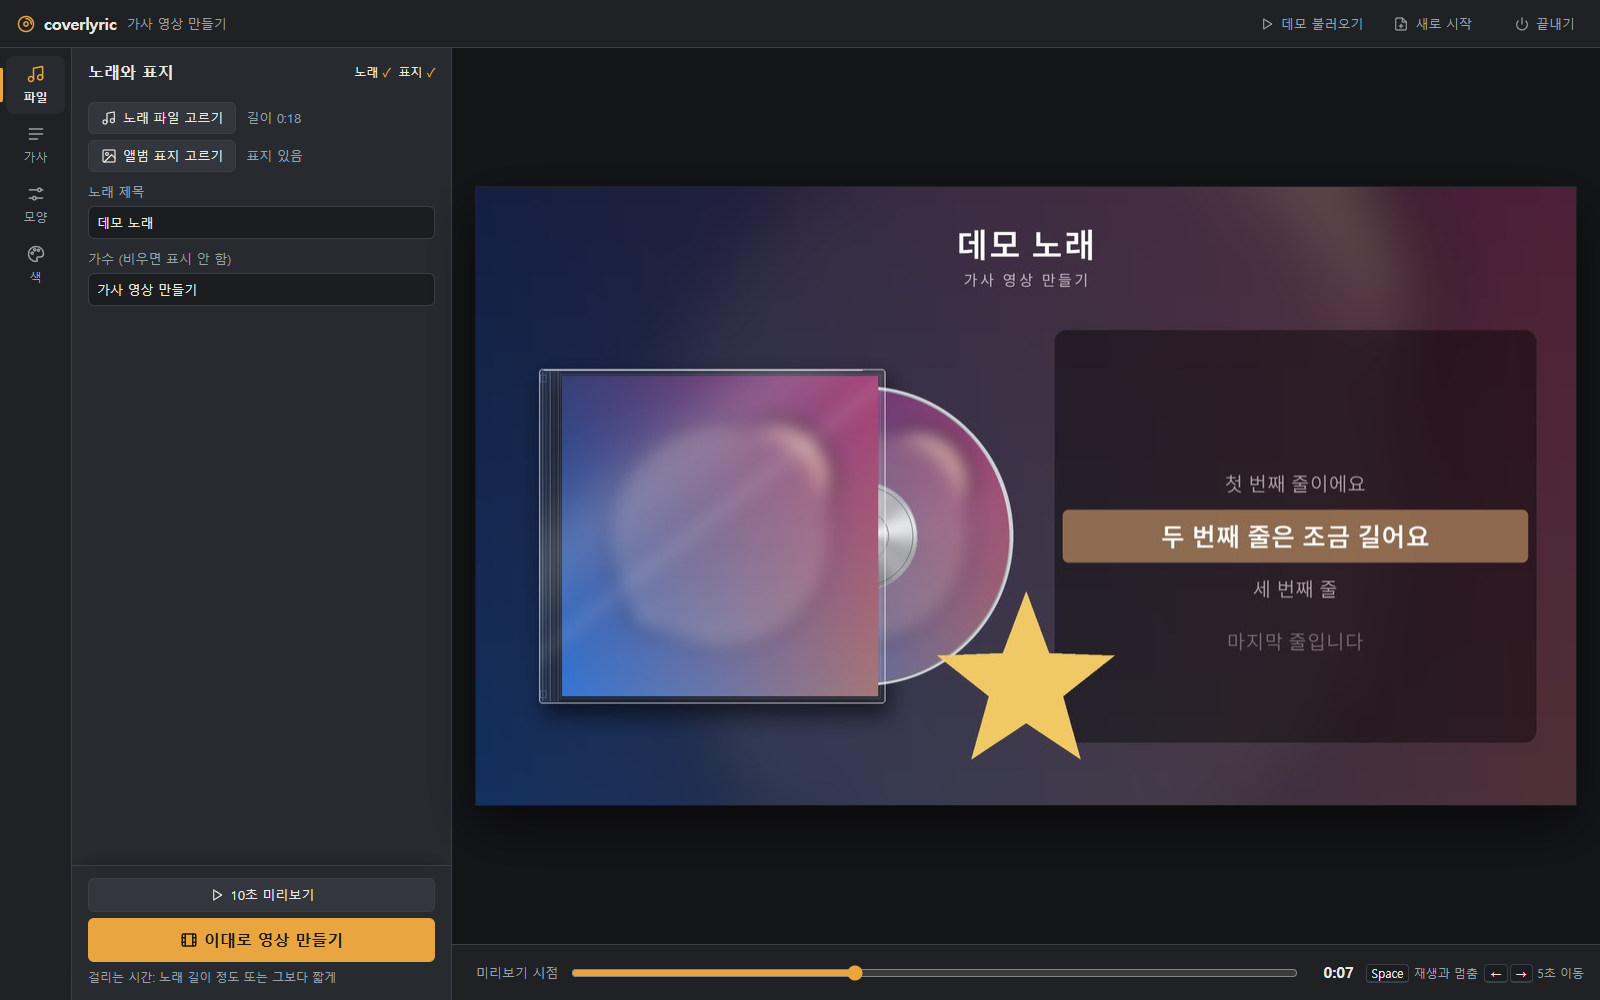 coverlyric 가사 영상 만들기
데모 불러오기
새로 시작
끝내기
파일
가사
모양
색
노래와 표지
노래 ✓ 표지 ✓
노래 파일 고르기
길이 0:18
앨범 표지 고르기
표지 있음
노래 제목
데모 노래
가수 (비우면 표시 안 함)
가사 영상 만들기
10초 미리보기
이대로 영상 만들기
걸리는 시간: 노래 길이 정도 또는 그보다 짧게
데모 노래
가사 영상 만들기
첫 번째 줄이에요
두 번째 줄은 조금 길어요
세 번째 줄
마지막 줄입니다
미리보기 시점
0:07
Space 재생과 멈춤 ← → 5초 이동